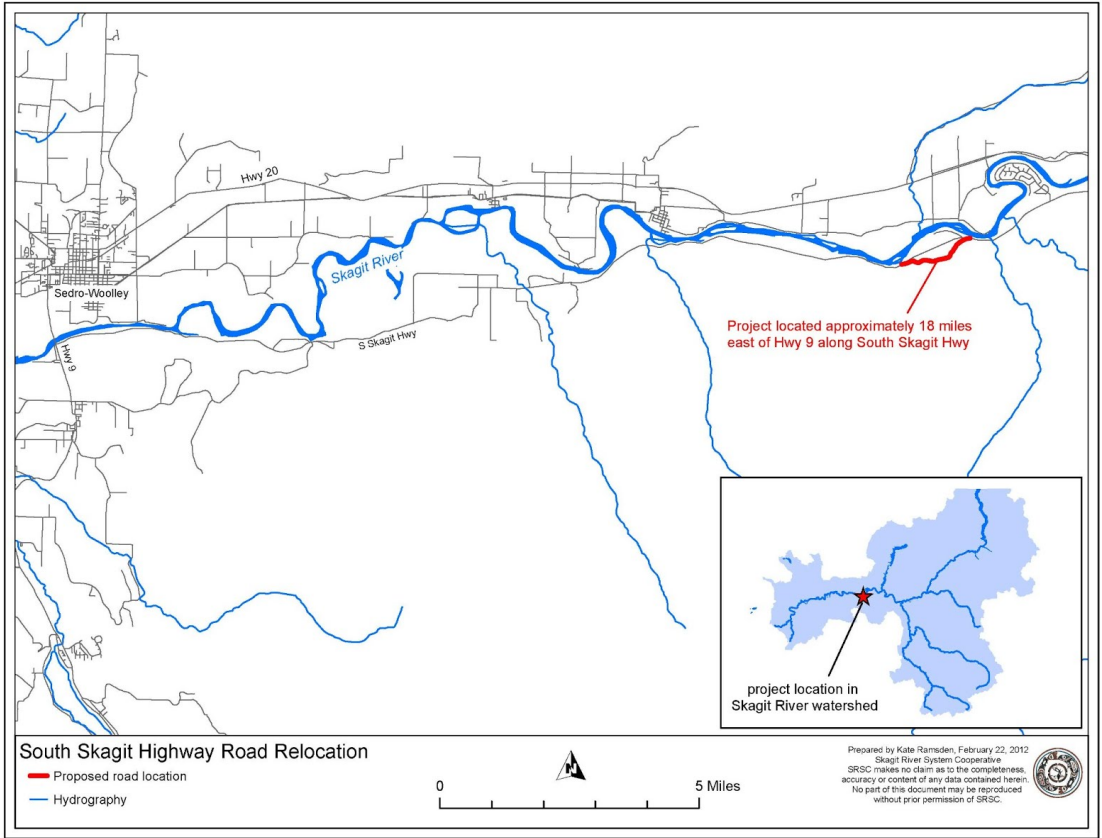 Hwy 20
Skagit River
Sedro-Woolley
S Skagit Hwy
Hwy 9
Project located approximately 18 miles
east of Hwy 9 along South Skagit Hwy
project location in
Skagit River watershed
South Skagit Highway Road Relocation
Proposed road location
Hydrography
N
0
5 Miles
Prepared by Kate Ramsden, February 22, 2012
Skagit River System Cooperative
SRSC makes no claim as to the completeness,
accuracy or content of any data contained herein.
No part of this document may be reproduced
without prior permission of SRSC.